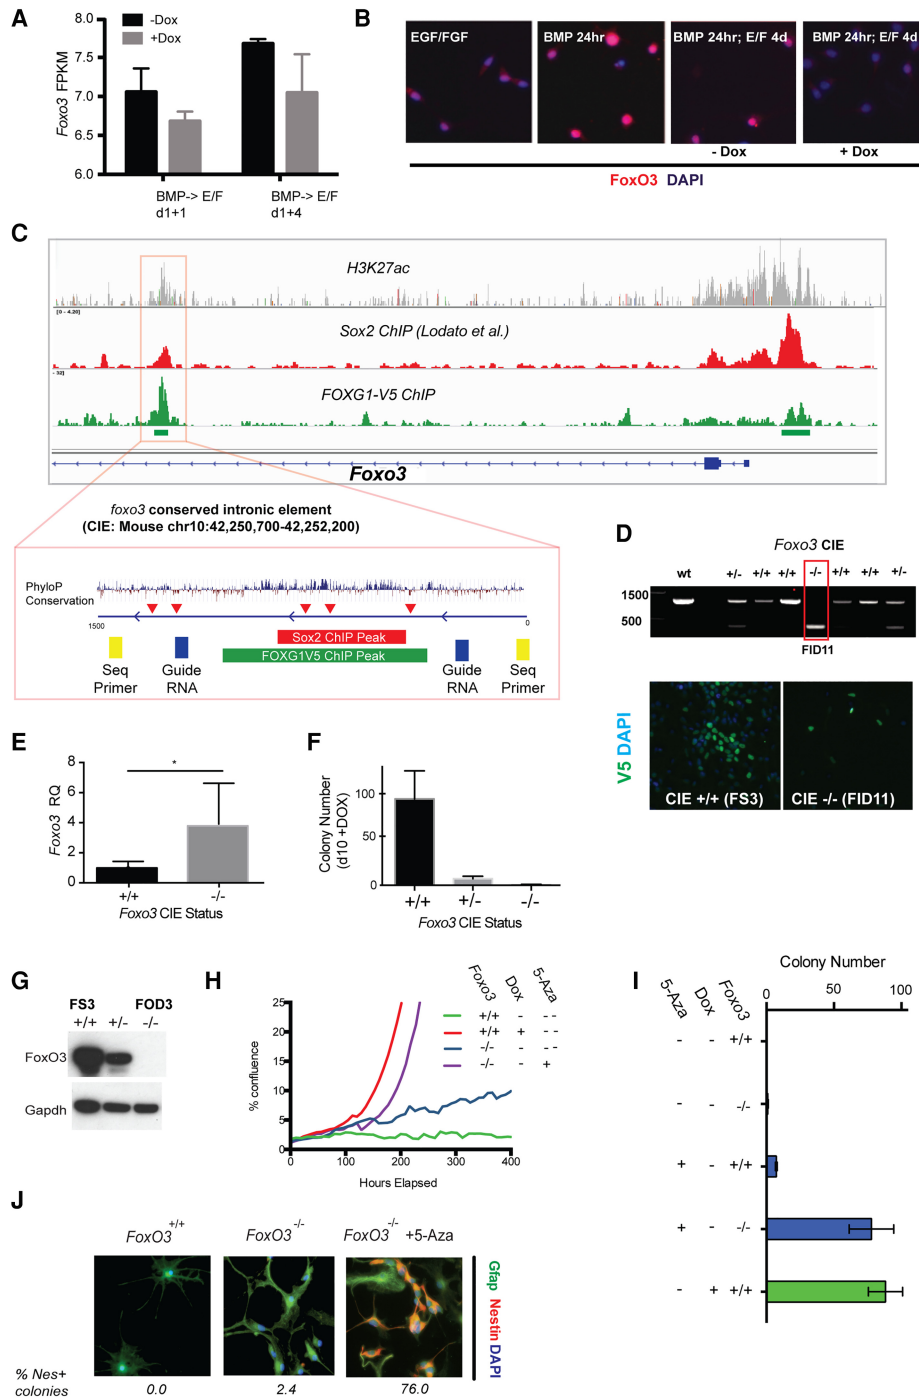 A
-Dox
+Dox
Foxo3 FPKM
8.0
7.0
6.5
6.0
BMP-> E/F
d1+1
BMP-> E/F
d1+4
B
EGF/FGF
BMP 24hr
BMP 24hr; E/F 4d
BMP 24hr; E/F 4d
- Dox
+ Dox
FoxO3 DAPI
C
H3K27ac
[0 - 4.20]
Sox2 ChIP (Lodato et al.)
32]
FOXG1-V5 ChIP
Foxo3
foxo3 conserved intronic element
(CIE: Mouse chr10:42,250,700-42,252,200)
PhyloP
Conservation
1500
0
Sox2 ChIP Peak
FOXG1V5 ChIP Peak
Seq
Primer
Guide
RNA
Guide
RNA
Seq
Primer
D
Foxo3 CIE
wt +/- +/+ +/+ -/- +/+ +/+ +/-
1500
500
FID11
V5 DAPI
CIE +/+ (FS3)
CIE -/- (FID11)
E
Foxo3 RQ
8
6
4
2
0
+/+ -/-
Foxo3 CIE Status
*
F
Colony Number
(d10 +DOX)
100
50
0
+/+ +/- -/-
Foxo3 CIE Status
G
FS3 FOD3
+/+ +/- -/-
FoxO3
Gapdh
H
% confluence
25
20
15
10
5
0
0 100 200 300 400
Hours Elapsed
Foxo3 Dox 5-Aza
+/+ - --
+/+ + --
-/- - --
-/- - +
I
Colony Number
0 50 100
5-Aza Dox Foxo3
- - +/+
- - -/-
+ - +/+
+ - -/-
- + +/+
J
FoxO3+/+
FoxO3-/-
FoxO3-/- +5-Aza
Gfap Nestin DAPI
% Nes+
colonies
0.0
2.4
76.0